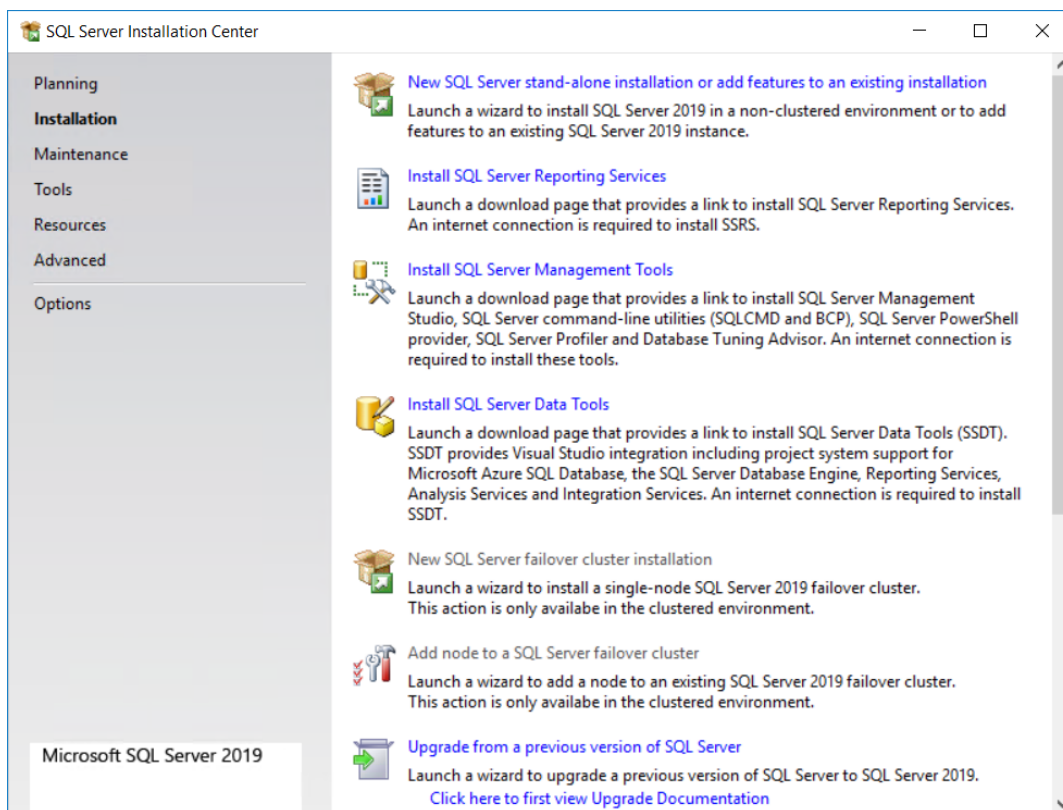 SQL Server Installation Center
Planning
Installation
Maintenance
Tools
Resources
Advanced
Options
Microsoft SQL Server 2019
New SQL Server stand-alone installation or add features to an existing installation
Launch a wizard to install SQL Server 2019 in a non-clustered environment or to add
features to an existing SQL Server 2019 instance.
Install SQL Server Reporting Services
Launch a download page that provides a link to install SQL Server Reporting Services.
An internet connection is required to install SSRS.
Install SQL Server Management Tools
Launch a download page that provides a link to install SQL Server Management
Studio, SQL Server command-line utilities (SQLCMD and BCP), SQL Server PowerShell
provider, SQL Server Profiler and Database Tuning Advisor. An internet connection is
required to install these tools.
Install SQL Server Data Tools
Launch a download page that provides a link to install SQL Server Data Tools (SSDT).
SSDT provides Visual Studio integration including project system support for
Microsoft Azure SQL Database, the SQL Server Database Engine, Reporting Services,
Analysis Services and Integration Services. An internet connection is required to install
SSDT.
New SQL Server failover cluster installation
Launch a wizard to install a single-node SQL Server 2019 failover cluster.
This action is only availabe in the clustered environment.
Add node to a SQL Server failover cluster
Launch a wizard to add a node to an existing SQL Server 2019 failover cluster.
This action is only availabe in the clustered environment.
Upgrade from a previous version of SQL Server
Launch a wizard to upgrade a previous version of SQL Server to SQL Server 2019.
Click here to first view Upgrade Documentation